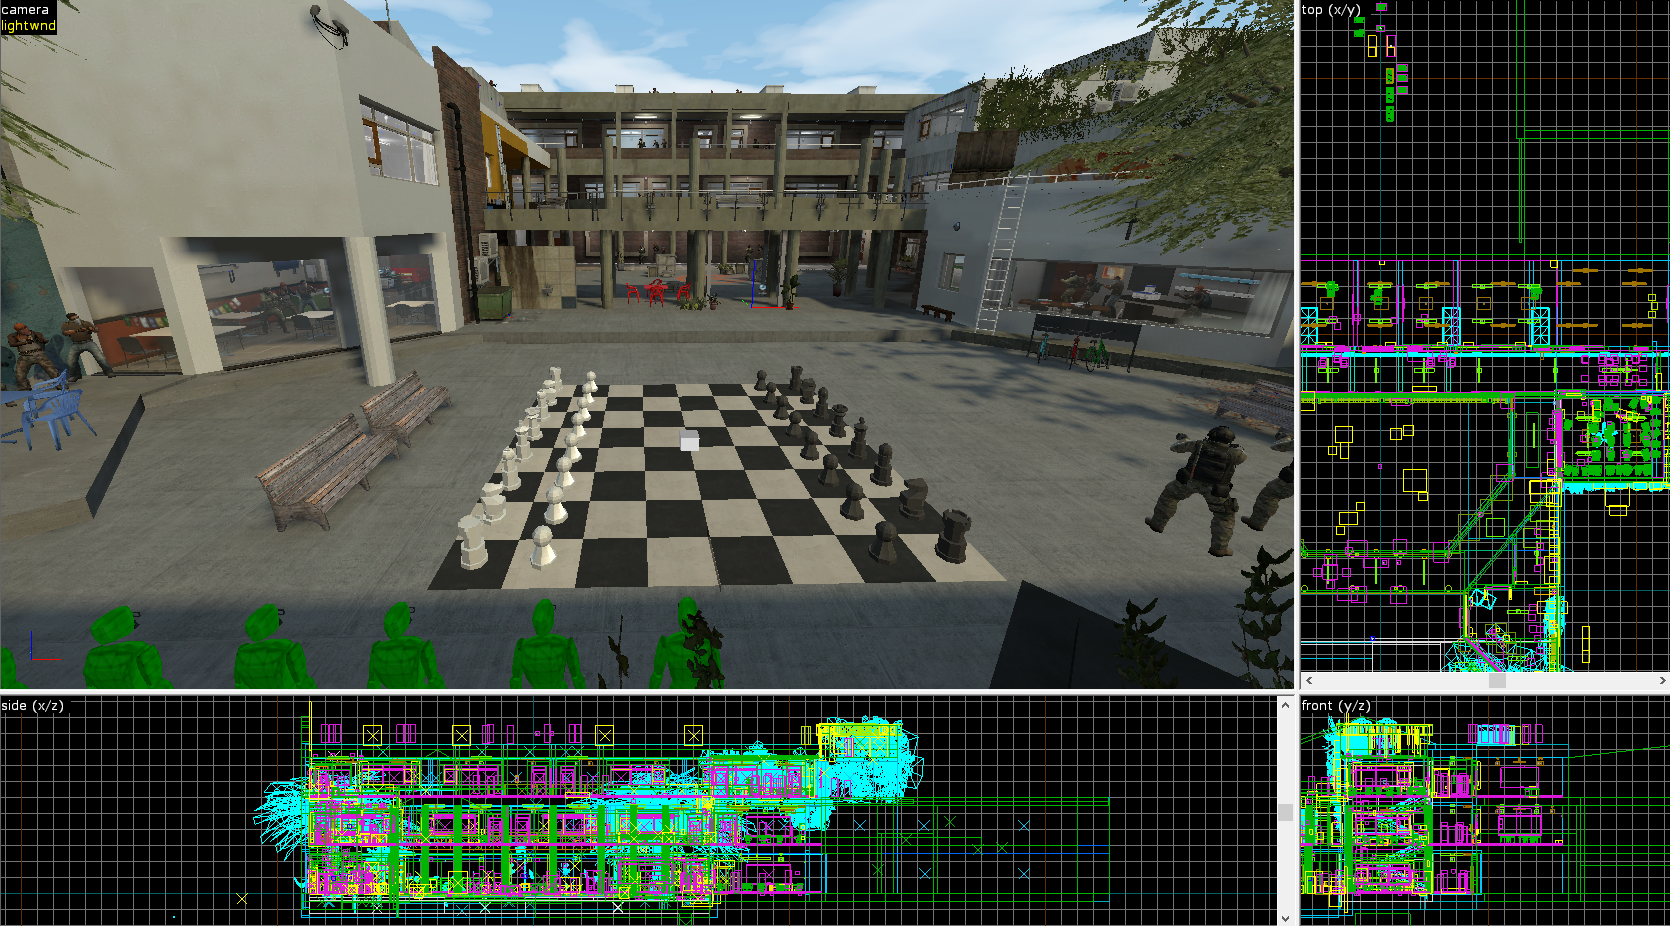 camera
lightwnd
top (x/y)
side (x/z)
front (y/z)